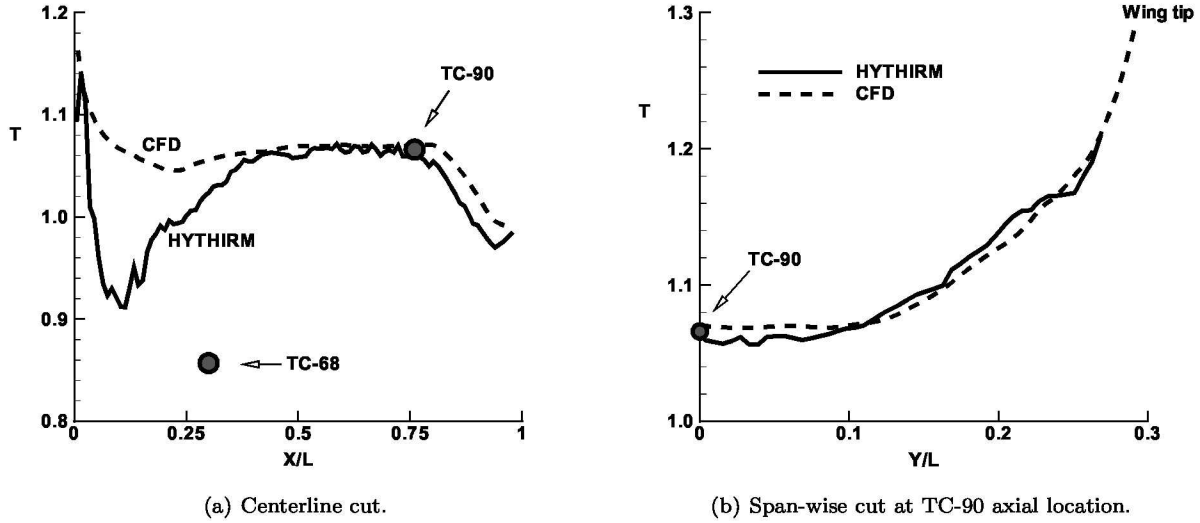 1.2
1.1
T
1.0
0.9
0.8
0
0.25
0.5
0.75
1
X/L
CFD
HYTHIRM
TC-90
TC-68
(a) Centerline cut.
1.3
1.2
T
1.1
1.0
0
0.1
0.2
0.3
Y/L
Wing tip
HYTHIRM
CFD
TC-90
(b) Span-wise cut at TC-90 axial location.